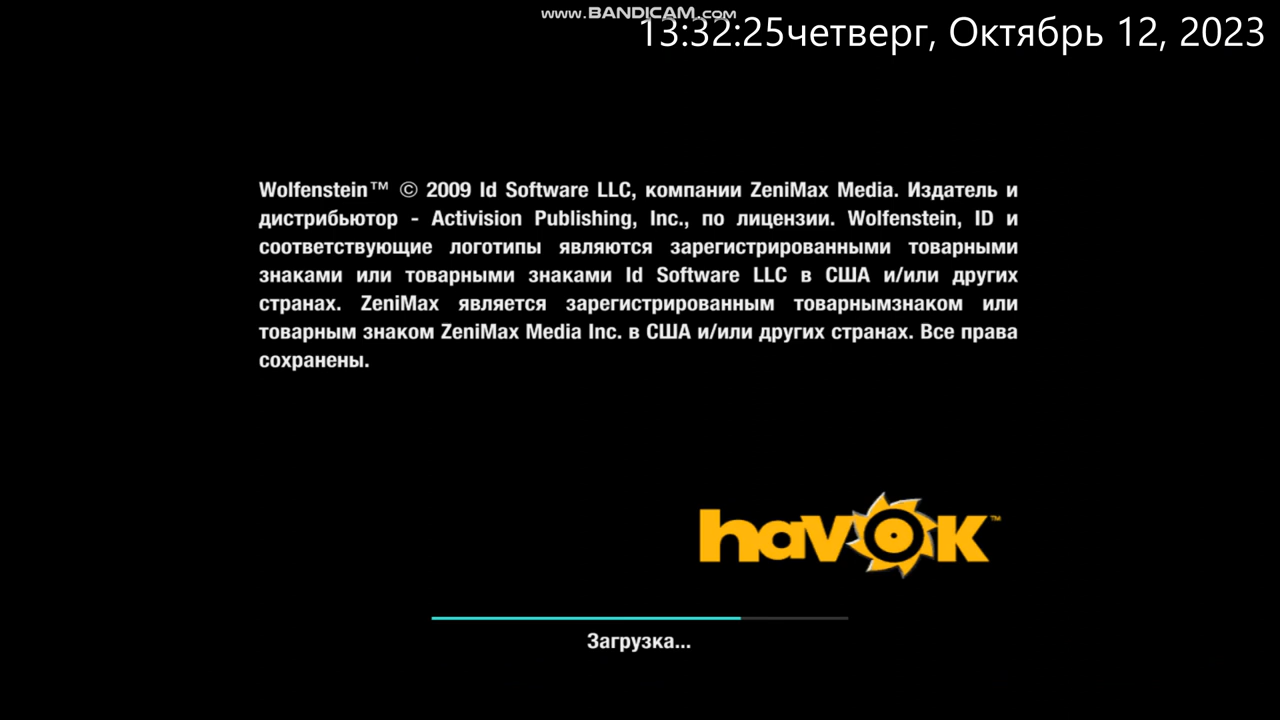 www.BANDICAM.com
13:32:25четверг, Октябрь 12, 2023
Wolfenstein™ © 2009 Id Software LLC, компании ZeniMax Media. Издатель и
дистрибьютор - Activision Publishing, Inc., по лицензии. Wolfenstein, ID и
соответствующие логотипы являются зарегистрированными товарными
знаками или товарными знаками Id Software LLC в США и/или других
странах. ZeniMax является зарегистрированным товарнымзнаком или
товарным знаком ZeniMax Media Inc. в США и/или других странах. Все права
сохранены.
havok™
Загрузка...